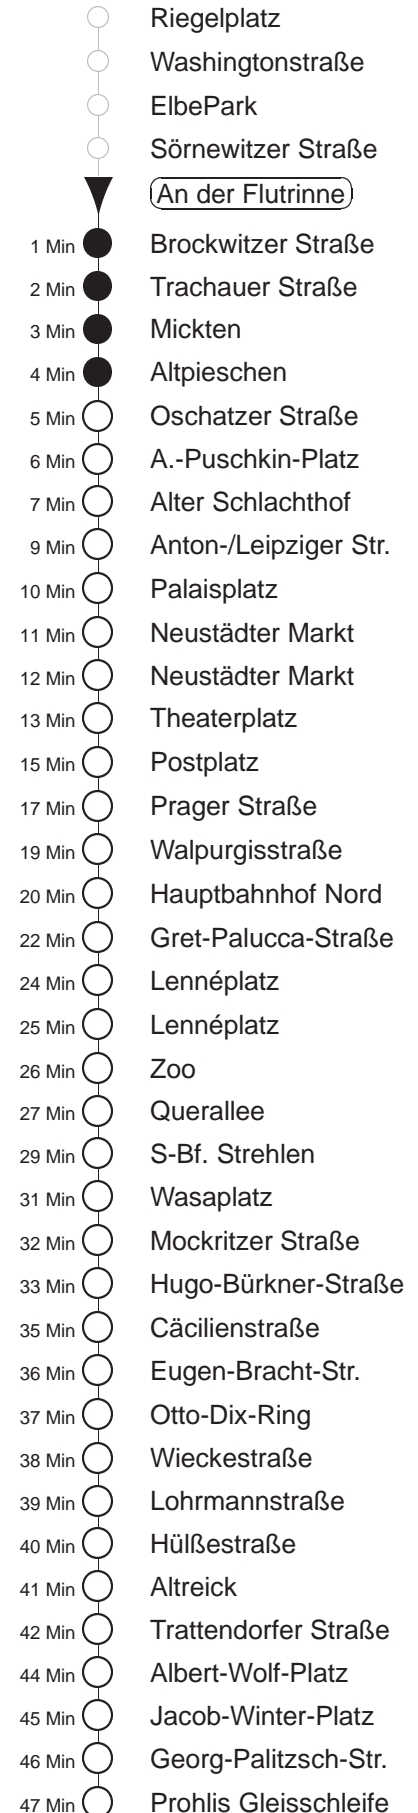 Riegelplatz
Washingtonstraße
ElbePark
Sörnewitzer Straße
An der Flutrinne
1 Min Brockwitzer Straße
2 Min Trachauer Straße
3 Min Mickten
4 Min Altpieschen
5 Min Oschatzer Straße
6 Min A.-Puschkin-Platz
7 Min Alter Schlachthof
9 Min Anton-/Leipziger Str.
10 Min Palaisplatz
11 Min Neustädter Markt
12 Min Neustädter Markt
13 Min Theaterplatz
15 Min Postplatz
17 Min Prager Straße
19 Min Walpurgisstraße
20 Min Hauptbahnhof Nord
22 Min Gret-Palucca-Straße
24 Min Lennéplatz
25 Min Lennéplatz
26 Min Zoo
27 Min Querallee
29 Min S-Bf. Strehlen
31 Min Wasaplatz
32 Min Mockritzer Straße
33 Min Hugo-Bürkner-Straße
35 Min Cäcilienstraße
36 Min Eugen-Bracht-Str.
37 Min Otto-Dix-Ring
38 Min Wieckestraße
39 Min Lohrmannstraße
40 Min Hülßestraße
41 Min Altreick
42 Min Trattendorfer Straße
44 Min Albert-Wolf-Platz
45 Min Jacob-Winter-Platz
46 Min Georg-Palitzsch-Str.
47 Min Prohlis Gleisschleife